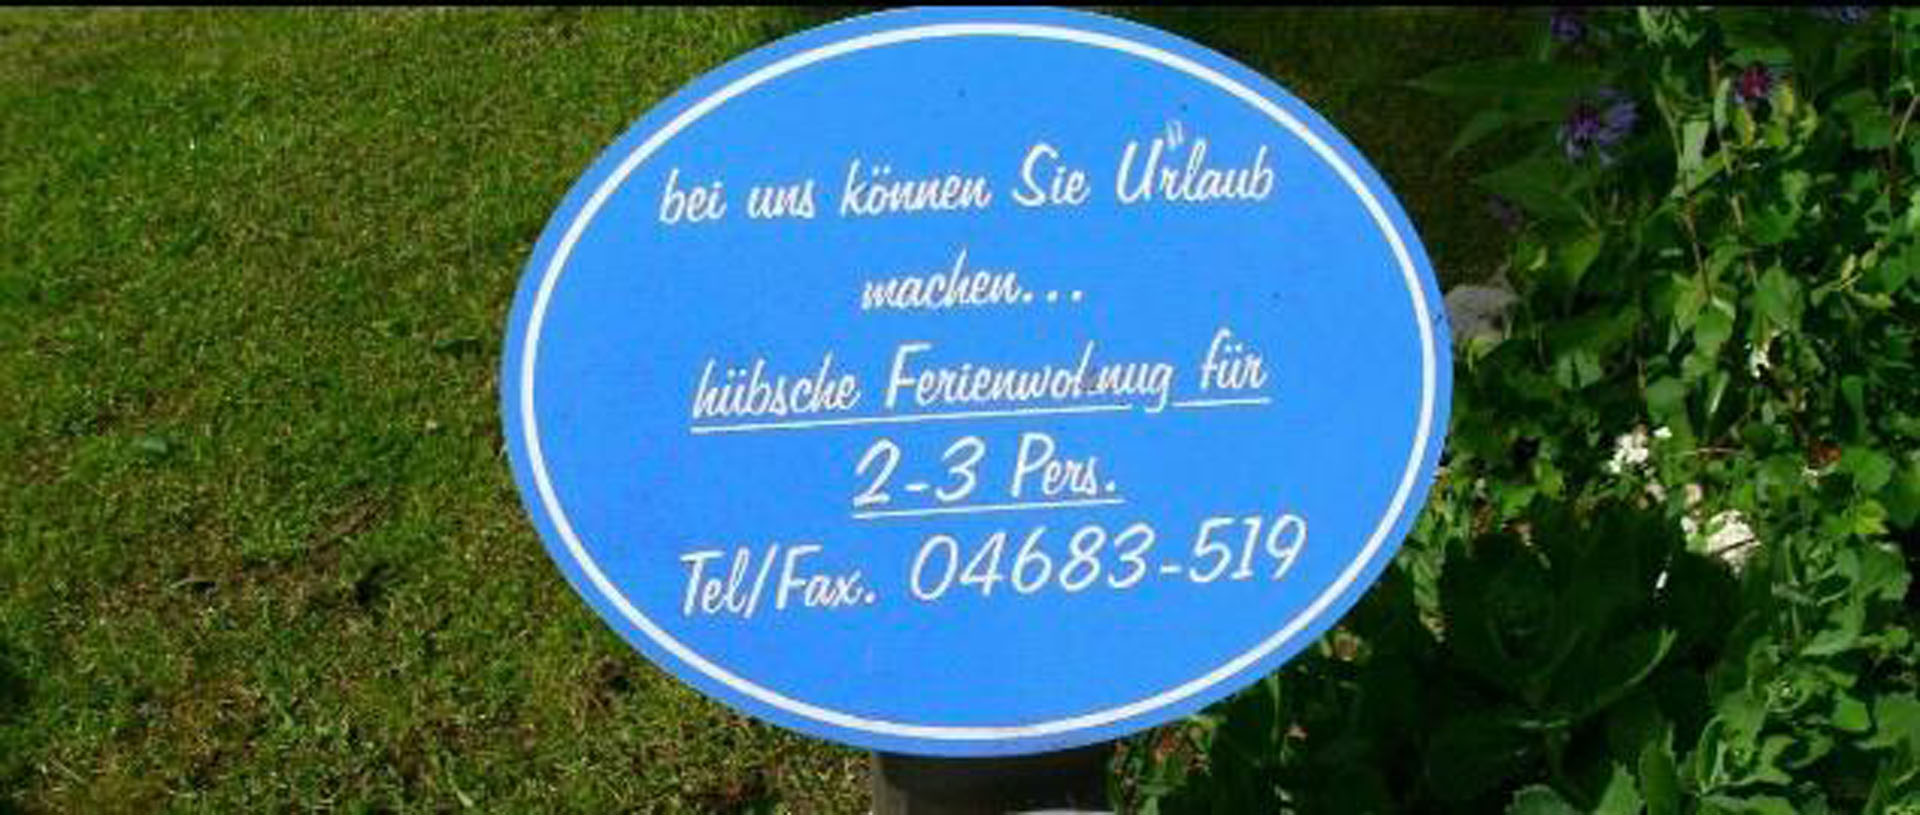 bei uns können Sie Urlaub
machen...
hübsche Ferienwohnug für
2-3 Pers.
Tel/Fax. 04683-519